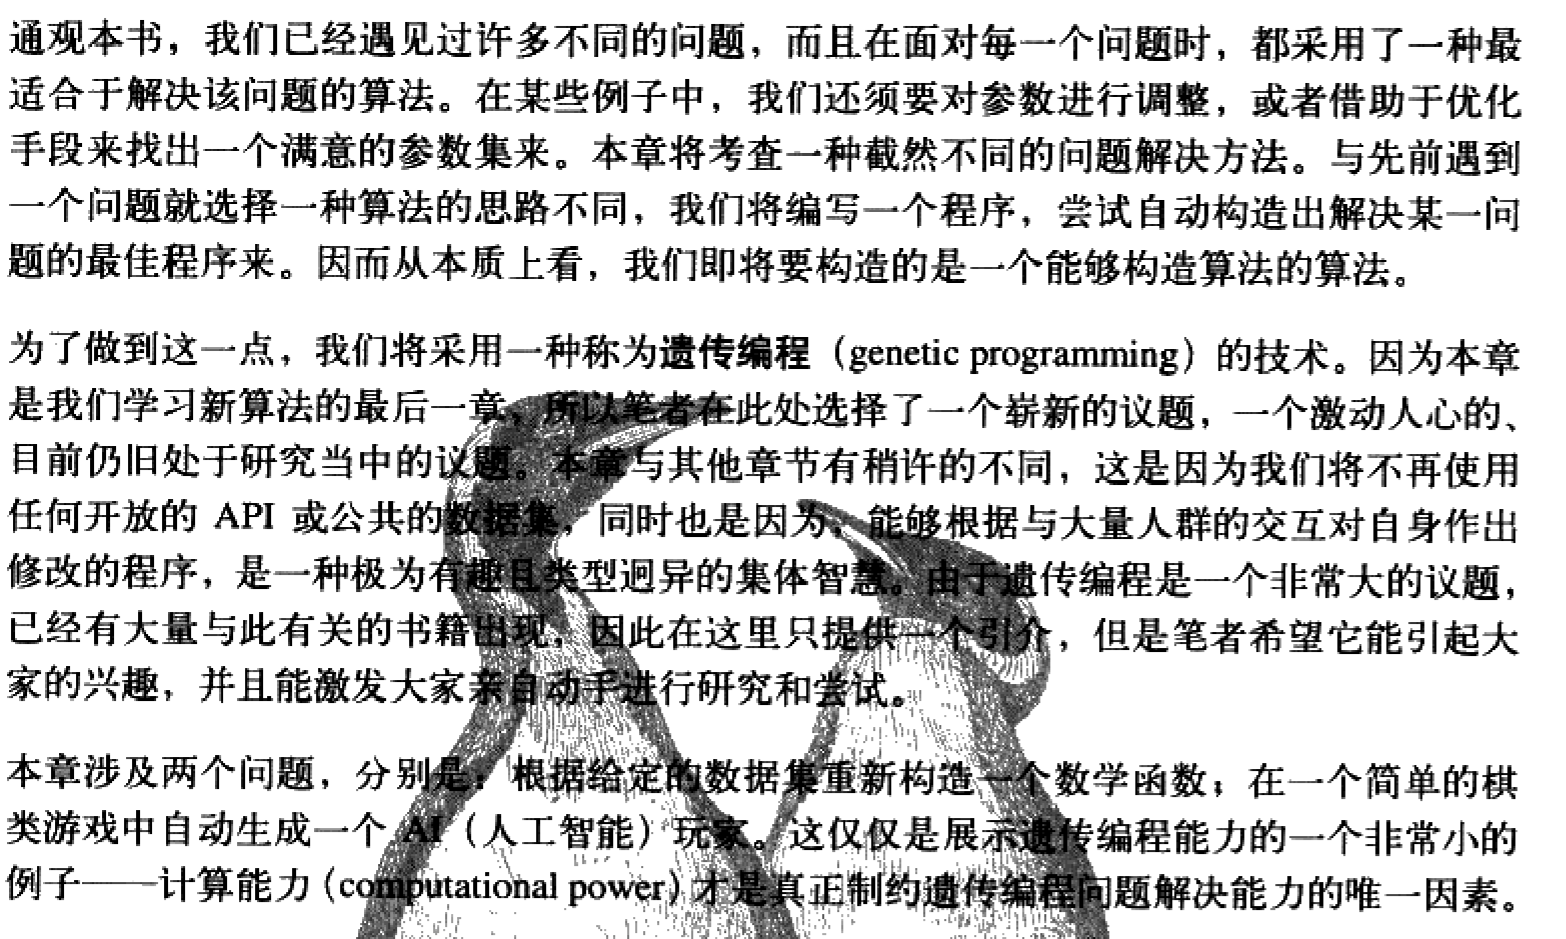 通观本书，我们已经遇见过许多不同的问题，而且在面对每一个问题时，都采用了一种最
适合于解决该问题的算法。在某些例子中，我们还须要对参数进行调整，或者借助于优化
手段来找出一个满意的参数集来。本章将考查一种截然不同的问题解决方法。与先前遇到
一个问题就选择一种算法的思路不同，我们将编写一个程序，尝试自动构造出解决某一问
题的最佳程序来。因而从本质上看，我们即将要构造的是一个能够构造算法的算法。
为了做到这一点，我们将采用一种称为遗传编程（genetic programming）的技术。因为本章
是我们学习新算法的最后一章，所以笔者在此处选择了一个崭新的议题，一个激动人心的、
目前仍旧处于研究当中的议题。本章与其他章节有稍许的不同，这是因为我们将不再使用
任何开放的 API 或公共的数据集，同时也是因为，能够根据与大量人群的交互对自身作出
修改的程序，是一种极为有趣且类型迥异的集体智慧。由于遗传编程是一个非常大的议题，
已经有大量与此有关的书籍出现，因此在这里只提供一个引介，但是笔者希望它能引起大
家的兴趣，并且能激发大家亲自动手进行研究和尝试。
本章涉及两个问题，分别是：根据给定的数据集重新构造一个数学函数；在一个简单的棋
类游戏中自动生成一个 AI（人工智能）玩家。这仅仅是展示遗传编程能力的一个非常小的
例子——计算能力（computational power）才是真正制约遗传编程问题解决能力的唯一因素。